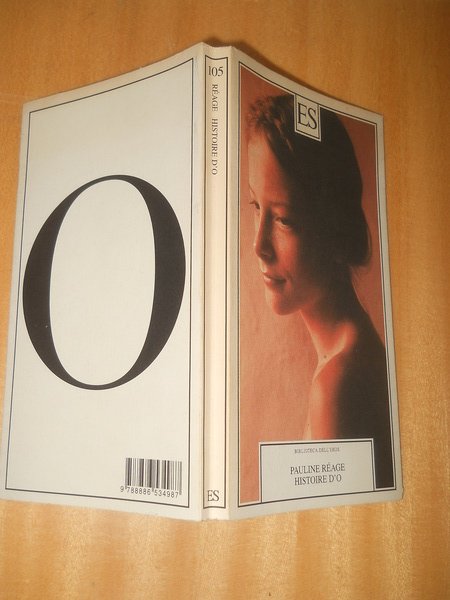 O
9 788886 534987
105
RÉAGE HISTOIRE D'O
ES
ES
BIBLIOTECA DELL'EROS
PAULINE RÉAGE
HISTOIRE D'O